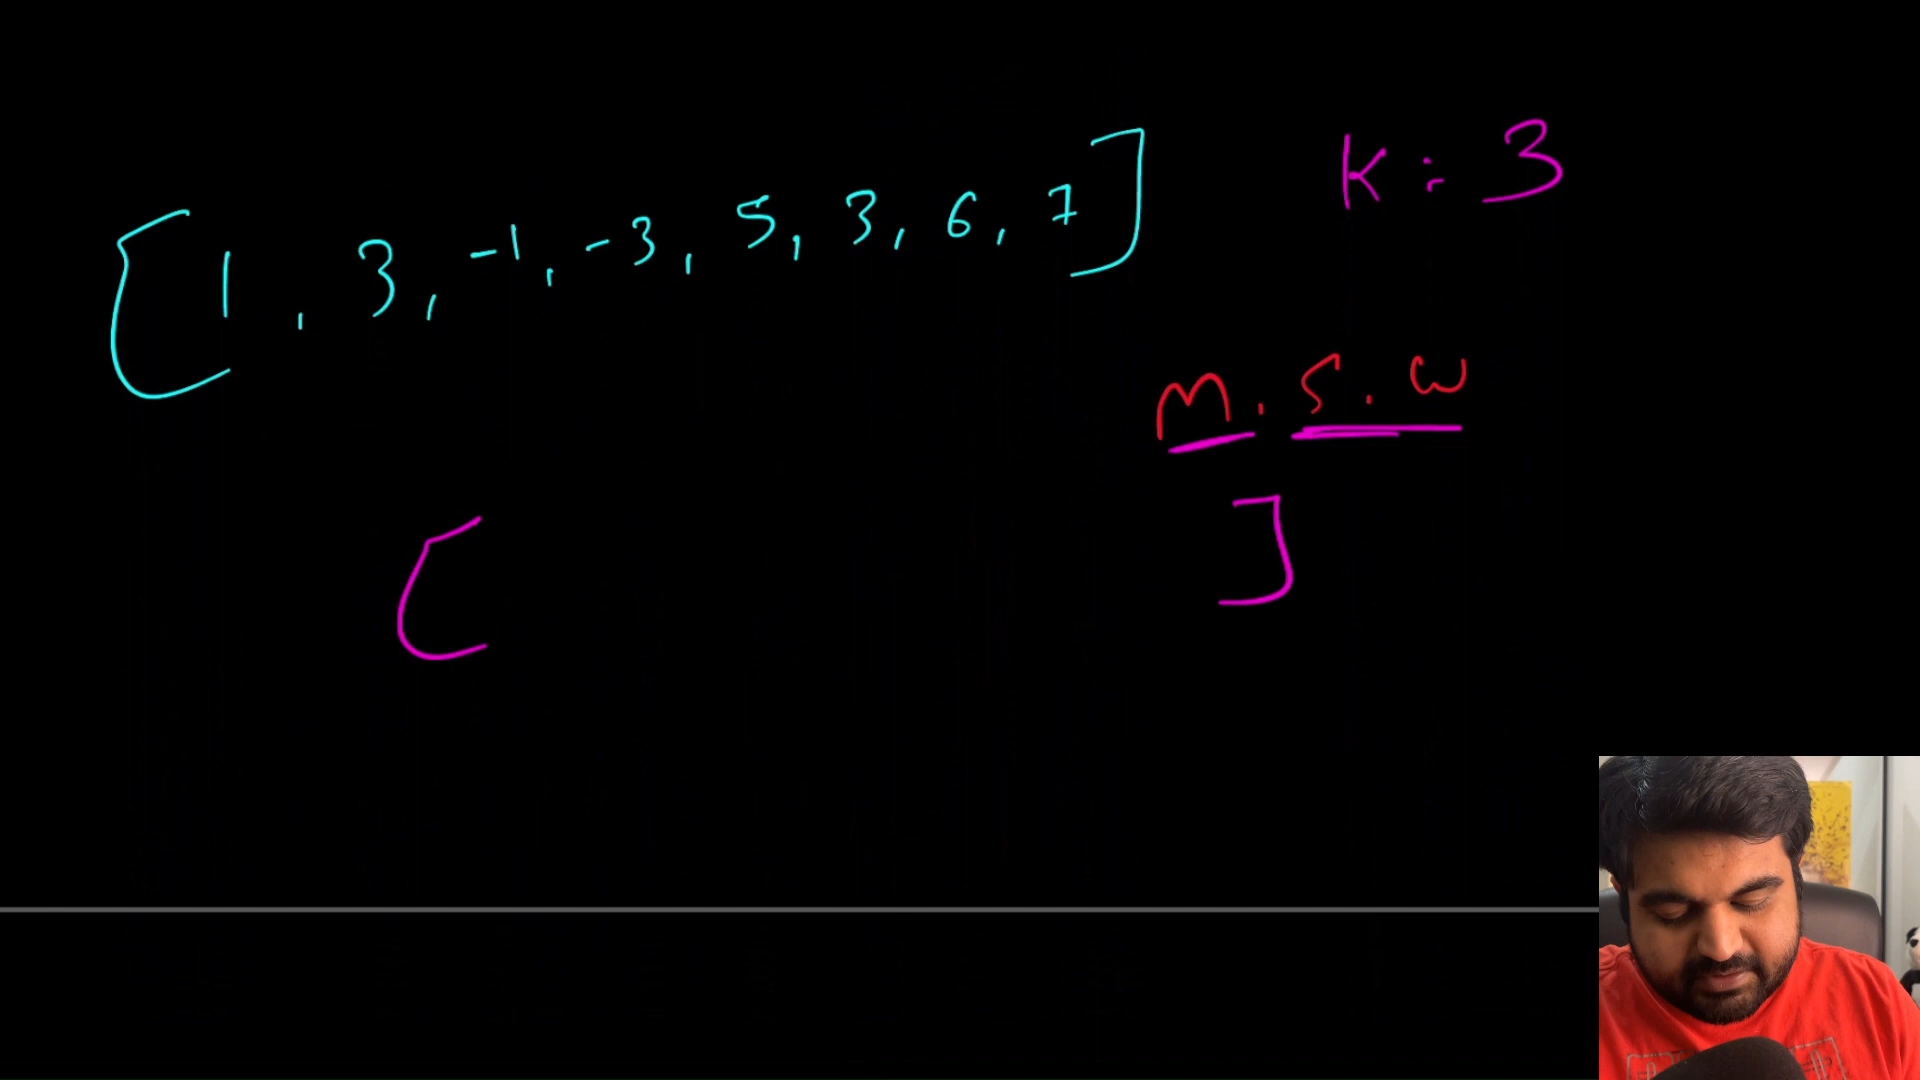 [1, 3, -1, -3, 5, 3, 6, 7]
K = 3
M. S. W
[ ]